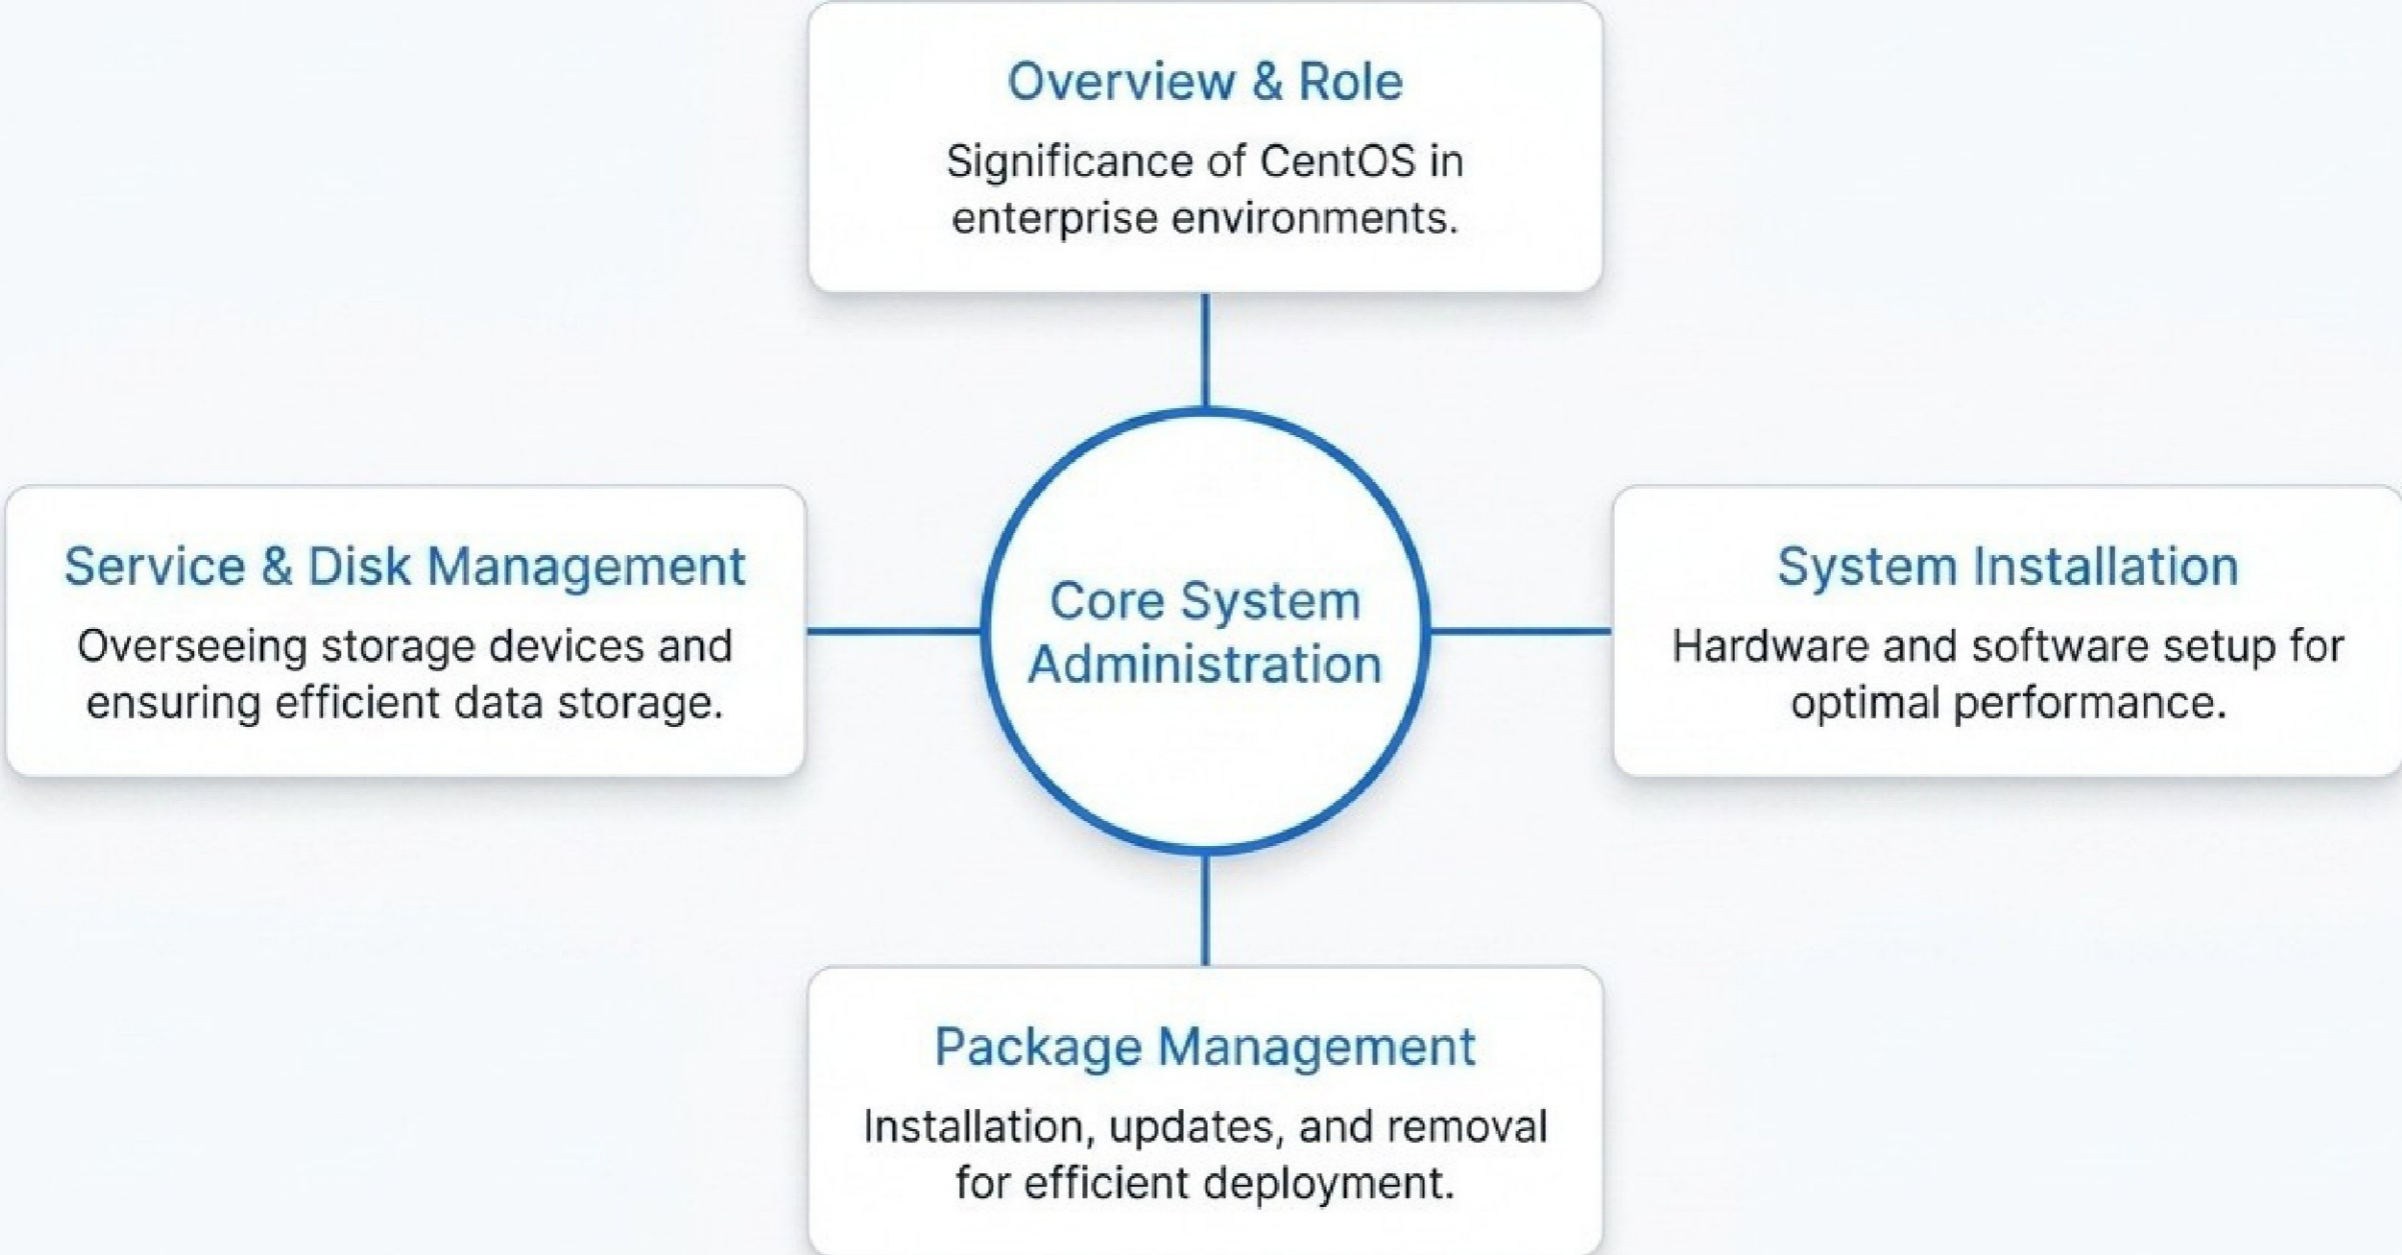 Overview & Role
Significance of CentOS in
enterprise environments.
Service & Disk Management
Overseeing storage devices and
ensuring efficient data storage.
Core System
Administration
System Installation
Hardware and software setup for
optimal performance.
Package Management
Installation, updates, and removal
for efficient deployment.